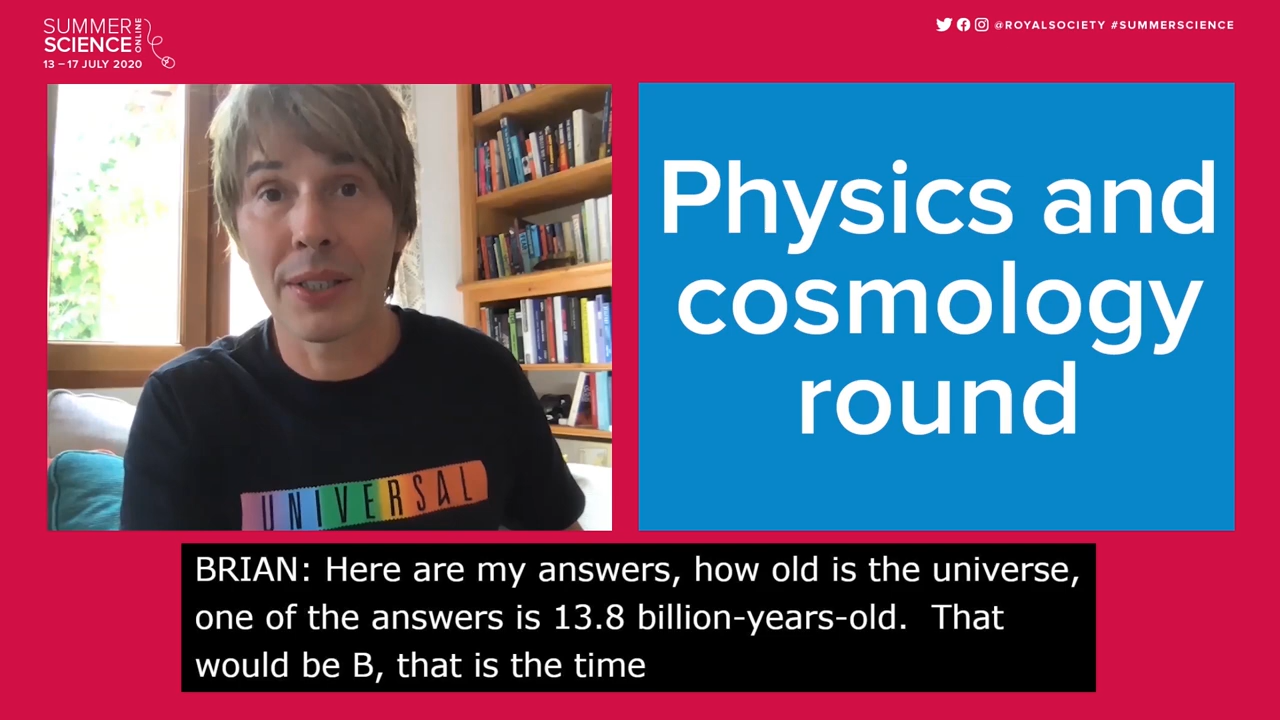 SUMMER
SCIENCE
ONLINE
13 – 17 JULY 2020
@ROYALSOCIETY #SUMMERSCIENCE
Physics and
cosmology
round
UNIVERSAL
BRIAN: Here are my answers, how old is the universe,
one of the answers is 13.8 billion-years-old.  That
would be B, that is the time